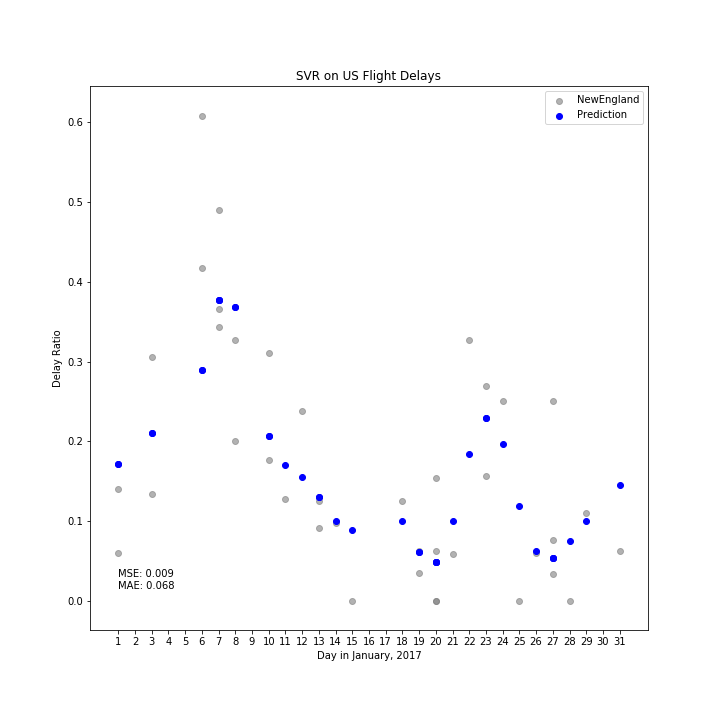 SVR on US Flight Delays
NewEngland
Prediction
0.6
0.5
0.4
0.3
0.2
0.1
0.0
Delay Ratio
MSE: 0.009
MAE: 0.068
1 2 3 4 5 6 7 8 9 10 11 12 13 14 15 16 17 18 19 20 21 22 23 24 25 26 27 28 29 30 31
Day in January, 2017